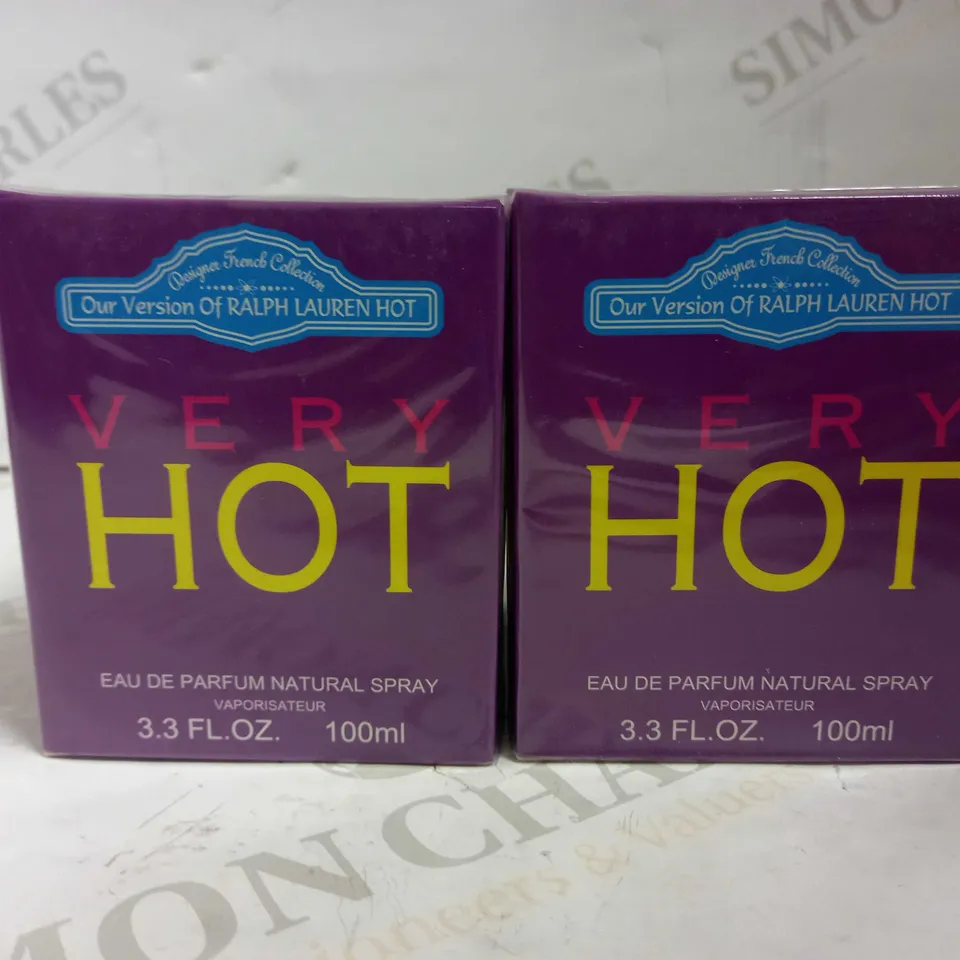 Designer French Collection
Our Version Of RALPH LAUREN HOT
VERY
HOT
EAU DE PARFUM NATURAL SPRAY
VAPORISATEUR
3.3 FL.OZ. 100ml
Designer French Collection
Our Version Of RALPH LAUREN HOT
VERY
HOT
EAU DE PARFUM NATURAL SPRAY
VAPORISATEUR
3.3 FL.OZ. 100ml